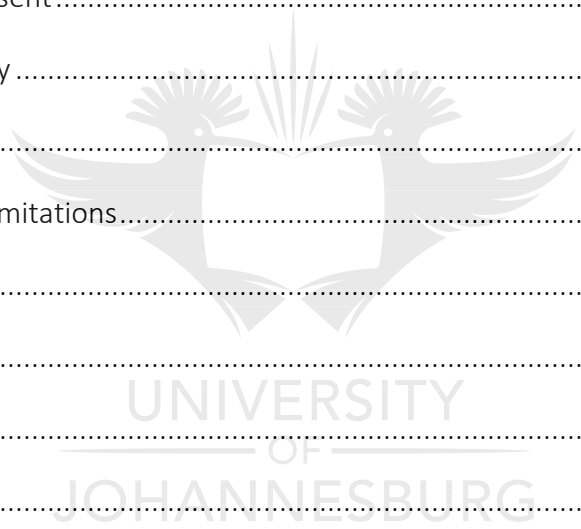 sent..............................................................
y....................................................................
......................................................................
mitations......................................................
......................................................................
......................................................................
UNIVERSITY
......................................................................
OF
......................................................................
JOHANNESBURG